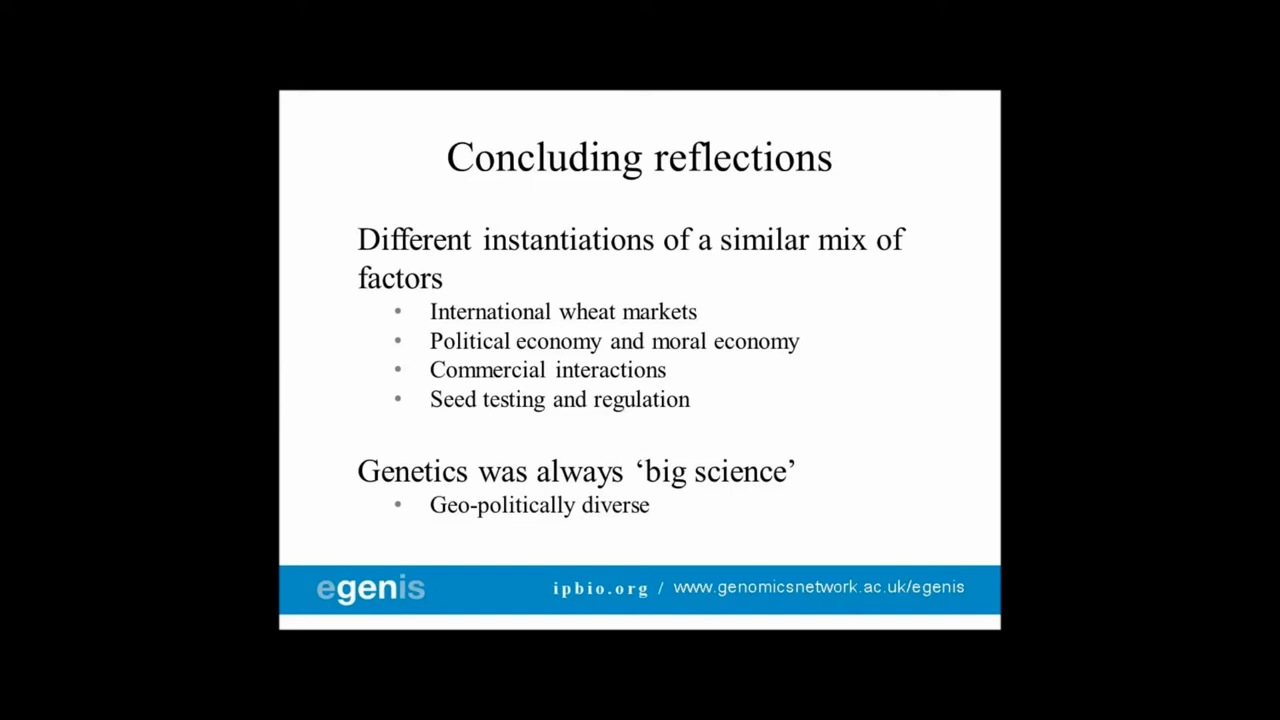 Concluding reflections
Different instantiations of a similar mix of
factors
• International wheat markets
• Political economy and moral economy
• Commercial interactions
• Seed testing and regulation
Genetics was always ‘big science’
• Geo-politically diverse
egenis
ipbio.org / www.genomicsnetwork.ac.uk/egenis